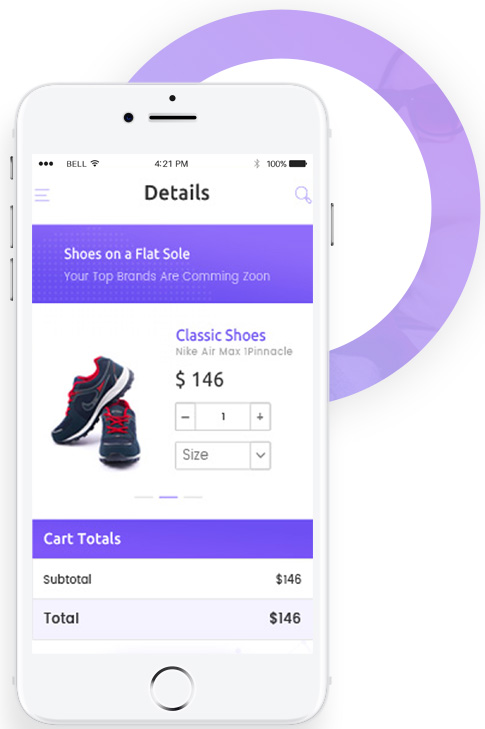 BELL 4:21 PM 100%
Details
Shoes on a Flat Sole
Your Top Brands Are Comming Zoon
Classic Shoes
Nike Air Max 1Pinnacle
$ 146
– 1 +
Size
Cart Totals
Subtotal $146
Total $146